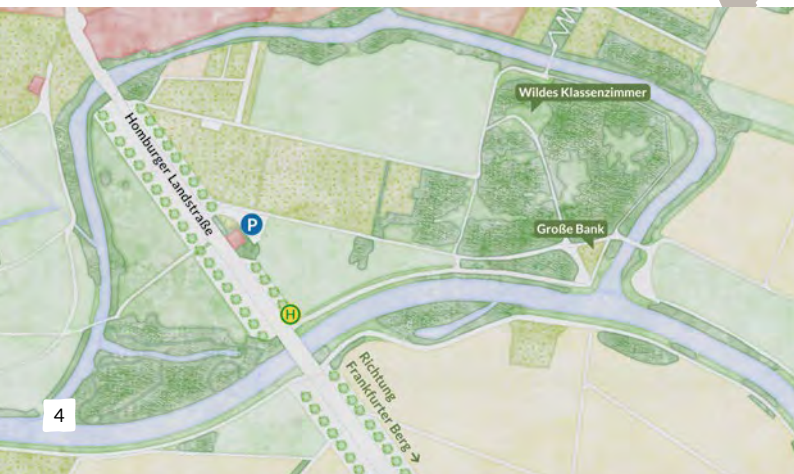 Wildes Klassenzimmer
Homburger Landstraße
P
Große Bank
H
Richtung
Frankfurter Berg
4